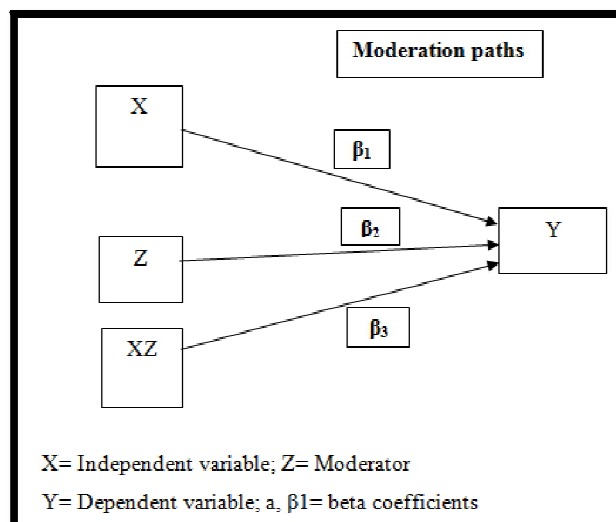 Moderation paths
X
β1
Y
β2
Z
β3
XZ
X= Independent variable; Z= Moderator
Y= Dependent variable; a, β1= beta coefficients